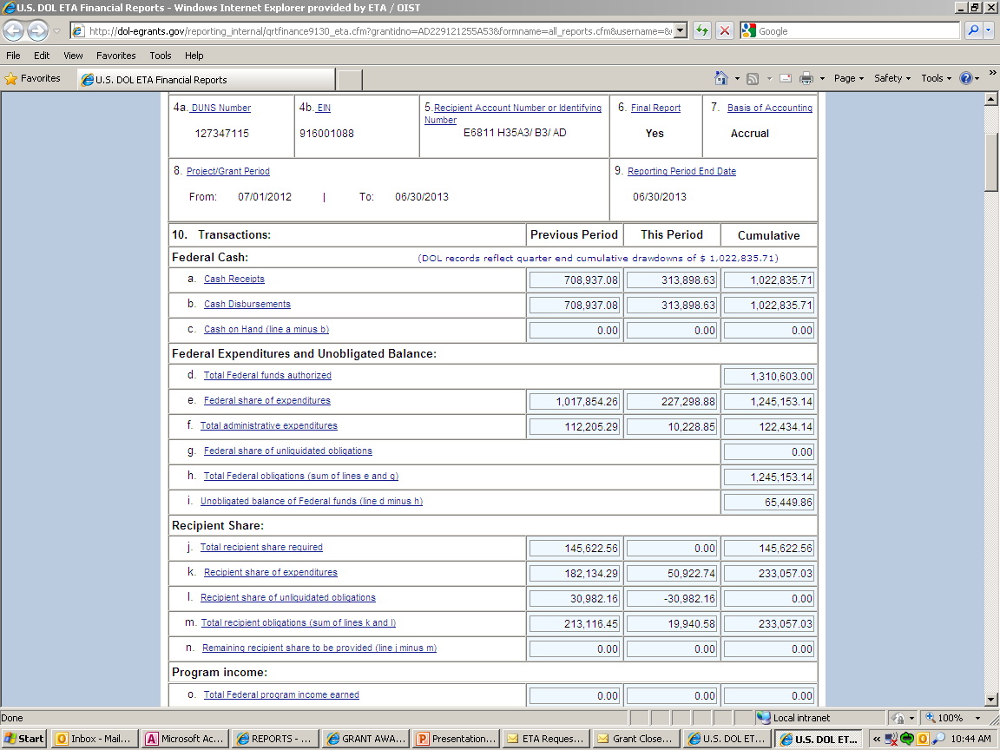 U.S. DOL ETA Financial Reports - Windows Internet Explorer provided by ETA / OIST
http://dol-egrants.gov/reporting_internal/qrtfinance9130_eta.cfm?grantidno=AD229121255A53&formname=all_reports.cfm&username=&
Google
File Edit View Favorites Tools Help
Favorites U.S. DOL ETA Financial Reports Page Safety Tools »
4a. DUNS Number 4b. EIN 5.Recipient Account Number or Identifying 6. Final Report 7. Basis of Accounting
Number
127347115 916001088 E6811 H35A3/ B3/ AD Yes Accrual
8. Project/Grant Period 9. Reporting Period End Date
From: 07/01/2012 | To: 06/30/2013 06/30/2013
10. Transactions: Previous Period This Period Cumulative
Federal Cash: (DOL records reflect quarter end cumulative drawdowns of $ 1,022,835.71)
a. Cash Receipts 708,937.08 313,898.63 1,022,835.71
b. Cash Disbursements 708,937.08 313,898.63 1,022,835.71
c. Cash on Hand (line a minus b) 0.00 0.00 0.00
Federal Expenditures and Unobligated Balance:
d. Total Federal funds authorized 1,310,603.00
e. Federal share of expenditures 1,017,854.26 227,298.88 1,245,153.14
f. Total administrative expenditures 112,205.29 10,228.85 122,434.14
g. Federal share of unliquidated obligations 0.00
h. Total Federal obligations (sum of lines e and g) 1,245,153.14
i. Unobligated balance of Federal funds (line d minus h) 65,449.86
Recipient Share:
j. Total recipient share required 145,622.56 0.00 145,622.56
k. Recipient share of expenditures 182,134.29 50,922.74 233,057.03
l. Recipient share of unliquidated obligations 30,982.16 -30,982.16 0.00
m. Total recipient obligations (sum of lines k and l) 213,116.45 19,940.58 233,057.03
n. Remaining recipient share to be provided (line j minus m) 0.00 0.00 0.00
Program income:
o. Total Federal program income earned 0.00 0.00 0.00
Done Local intranet 100%
Start Inbox - Mail... Microsoft Ac... REPORTS - ... GRANT AWA... Presentation... ETA Reques... Grant Close... U.S. DOL ET... U.S. DOL ET... « 10:44 AM